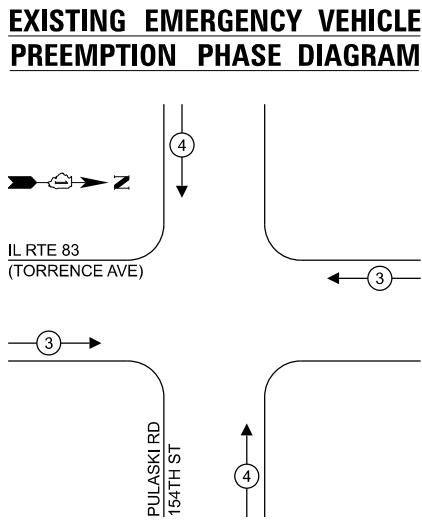 EXISTING EMERGENCY VEHICLE
PREEMPTION PHASE DIAGRAM
4
N
IL RTE 83
(TORRENCE AVE)
3
3
PULASKI RD
154TH ST
4